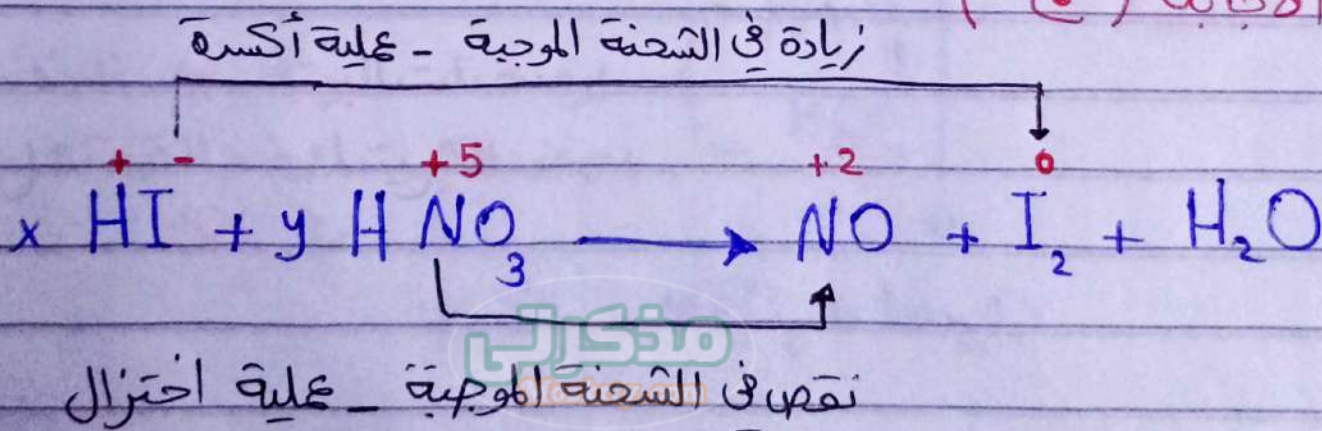 زيادة في الشحنة الموجبة - عملية أكسدة
+ - +5 +2 0
x HI + y HNO₃ → NO + I₂ + H₂O
مذكراتي
نقص في الشحنة الموجبة - عملية اختزال